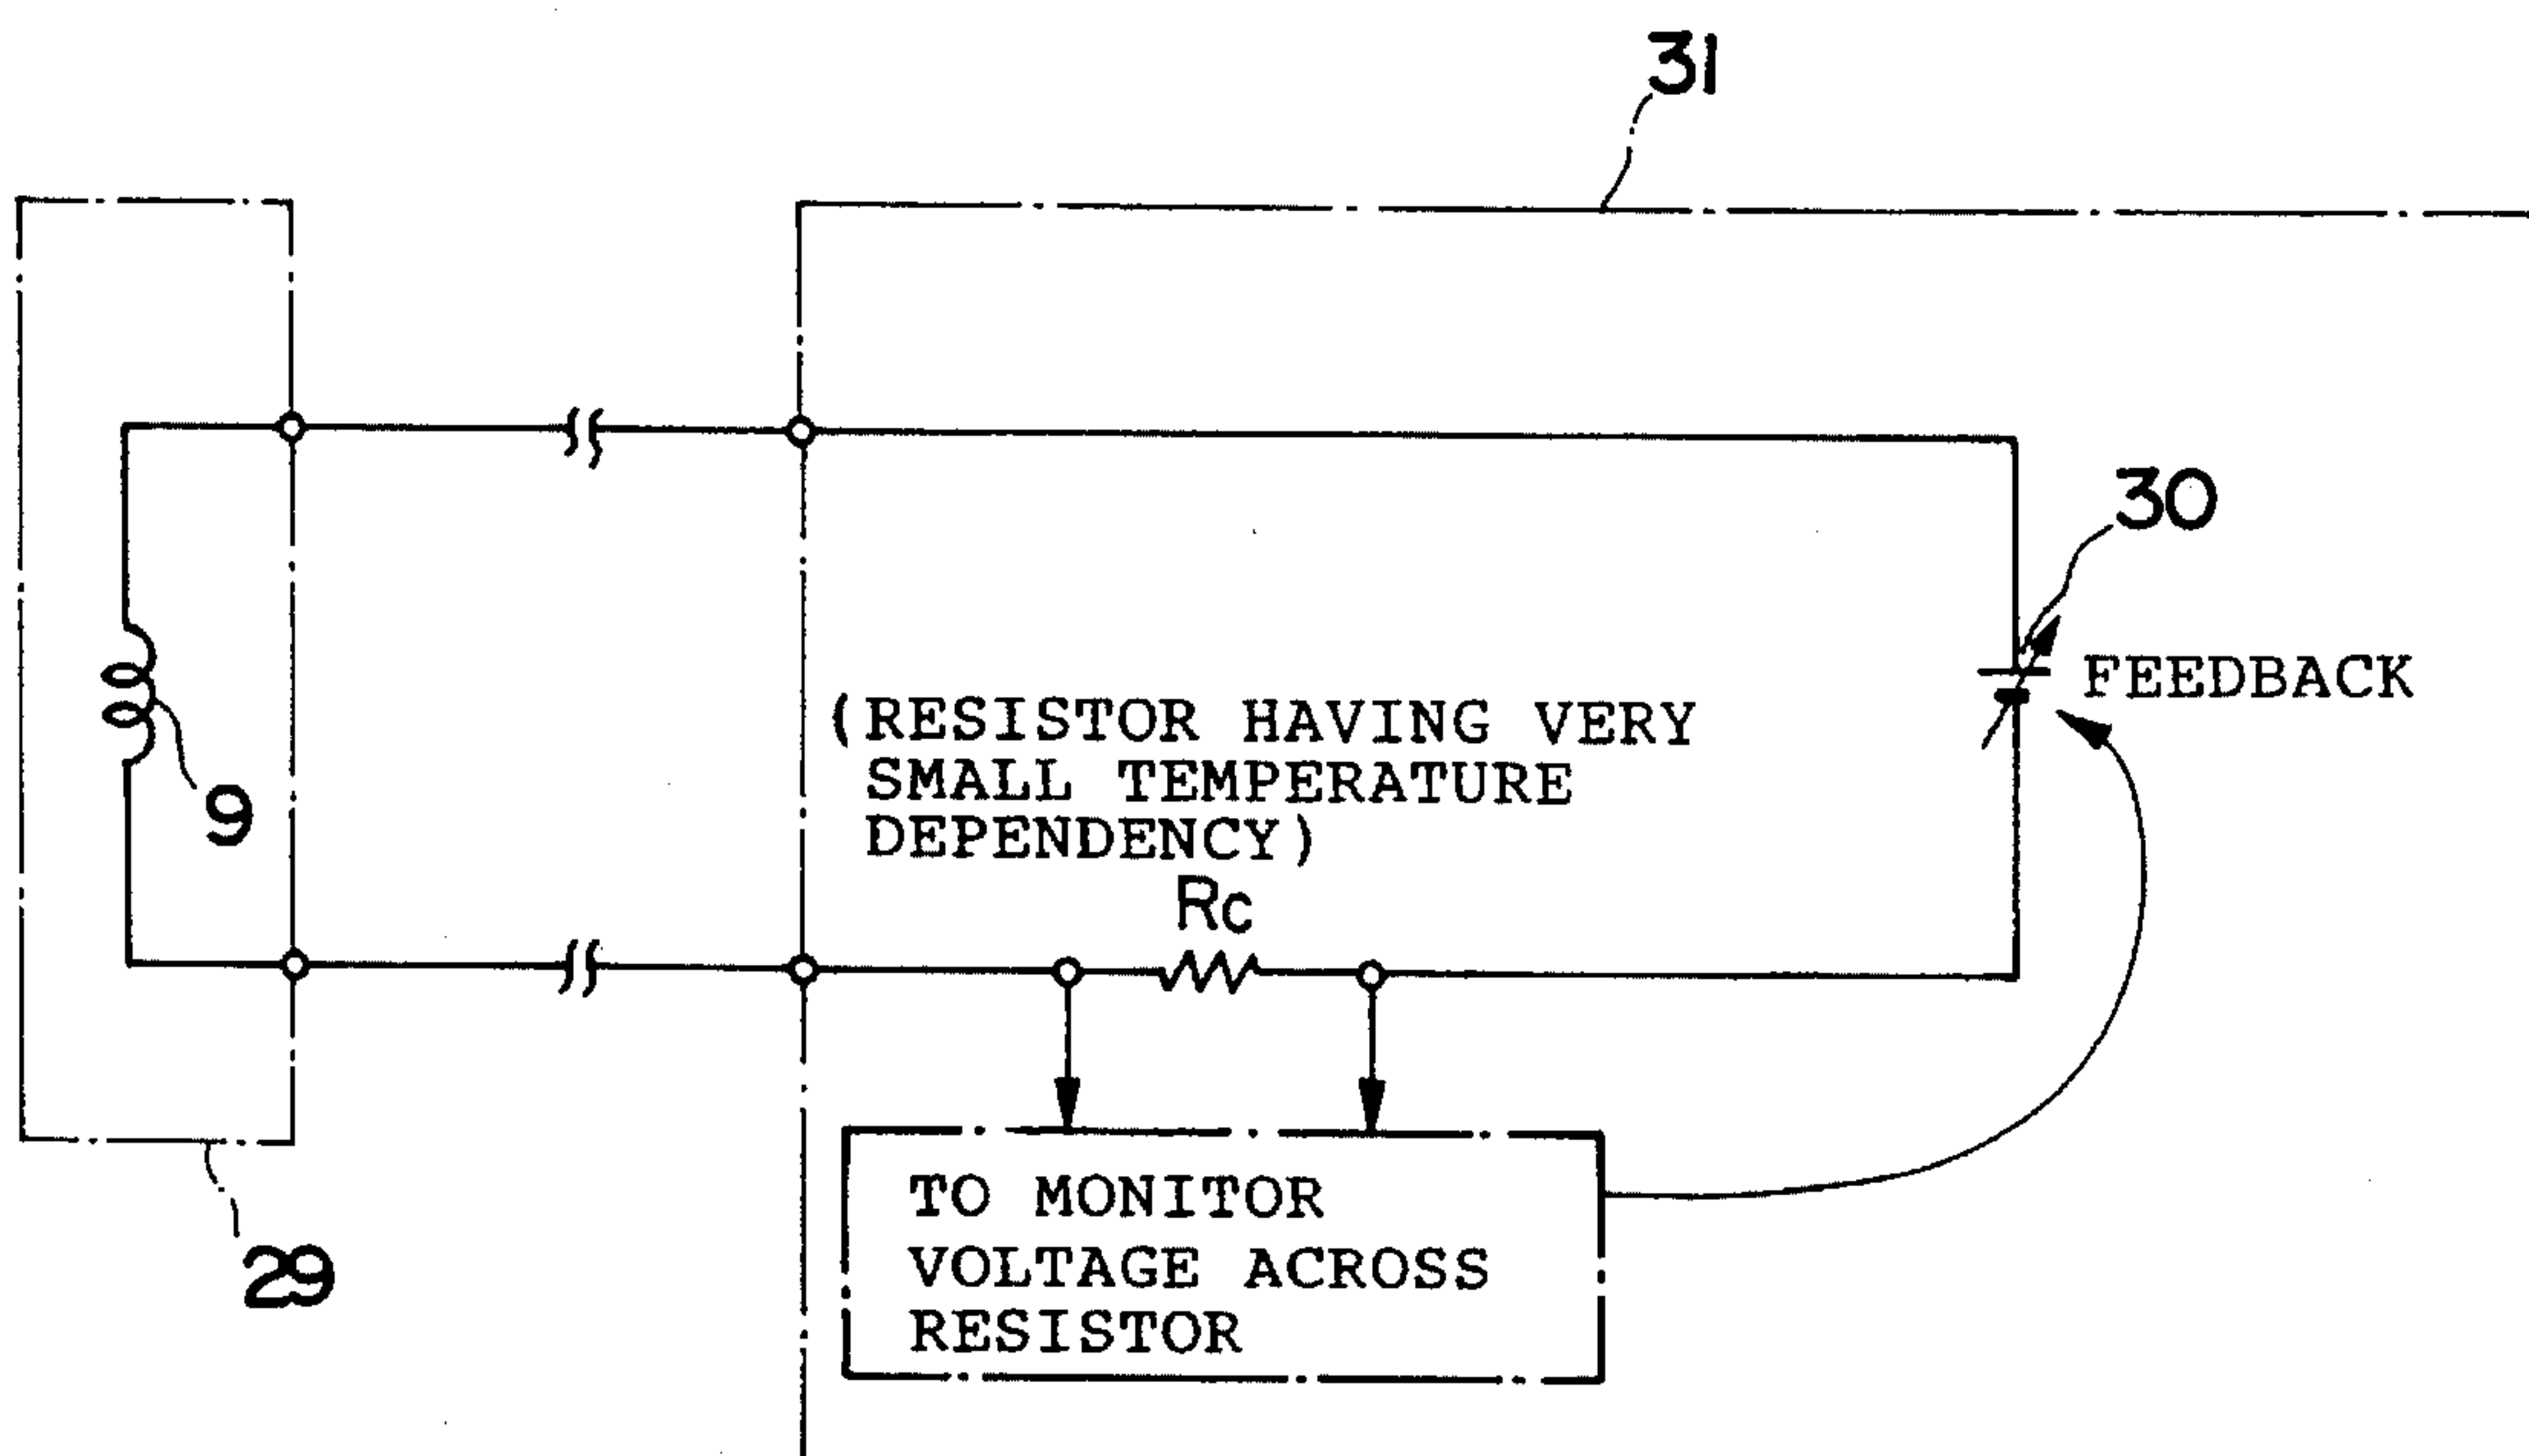 31
30
FEEDBACK
(RESISTOR HAVING VERY
SMALL TEMPERATURE
DEPENDENCY)
9
Rc
TO MONITOR
VOLTAGE ACROSS
RESISTOR
29